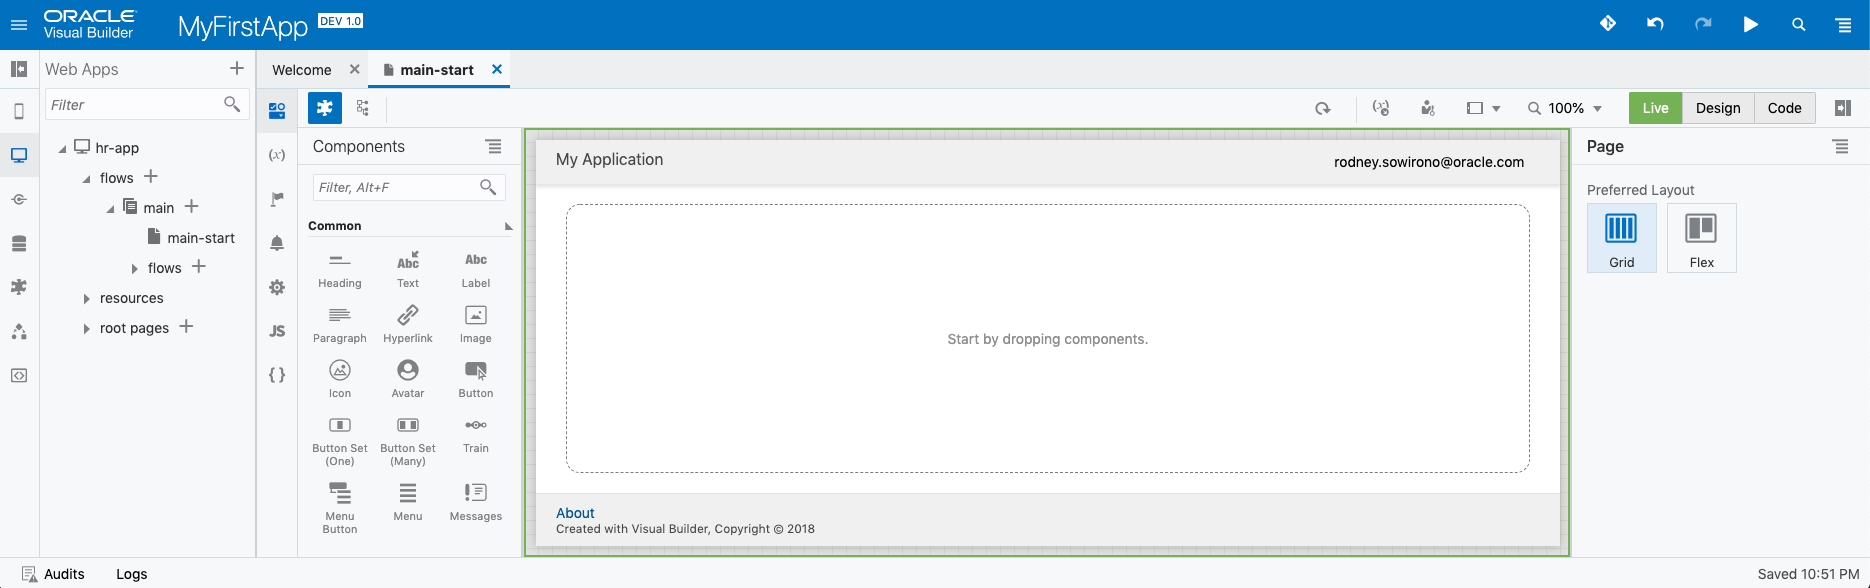 ORACLE
Visual Builder
MyFirstApp
DEV 1.0
Web Apps
Welcome
main-start
Filter
100%
Live
Design
Code
hr-app
flows
main
main-start
flows
resources
root pages
(x)
JS
{ }
Components
Filter, Alt+F
Common
Heading
Abc
Text
Abc
Label
Paragraph
Hyperlink
Image
Icon
Avatar
Button
Button Set
(One)
Button Set
(Many)
Train
Menu
Button
Menu
Messages
My Application
rodney.sowirono@oracle.com
Start by dropping components.
About
Created with Visual Builder, Copyright © 2018
Page
Preferred Layout
Grid
Flex
Audits
Logs
Saved 10:51 PM